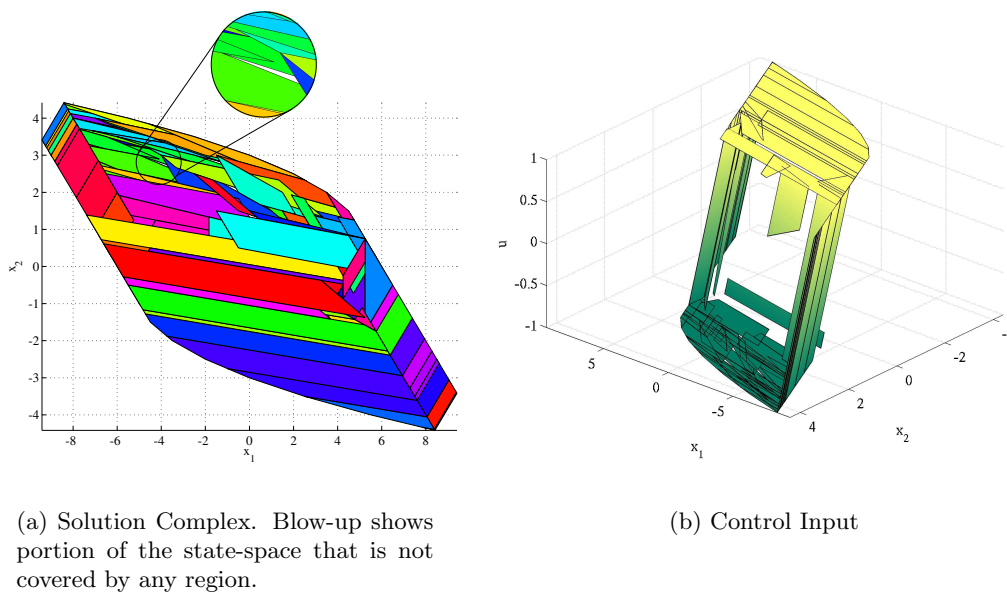 4
3
2
1
0
-1
-2
-3
-4
x2
-8 -6 -4 -2 0 2 4 6 8
x1
1
0.5
0
-0.5
-1
u
5
0
-5
x1
4
2
0
-2
x2
(a) Solution Complex. Blow-up shows
portion of the state-space that is not
covered by any region.
(b) Control Input